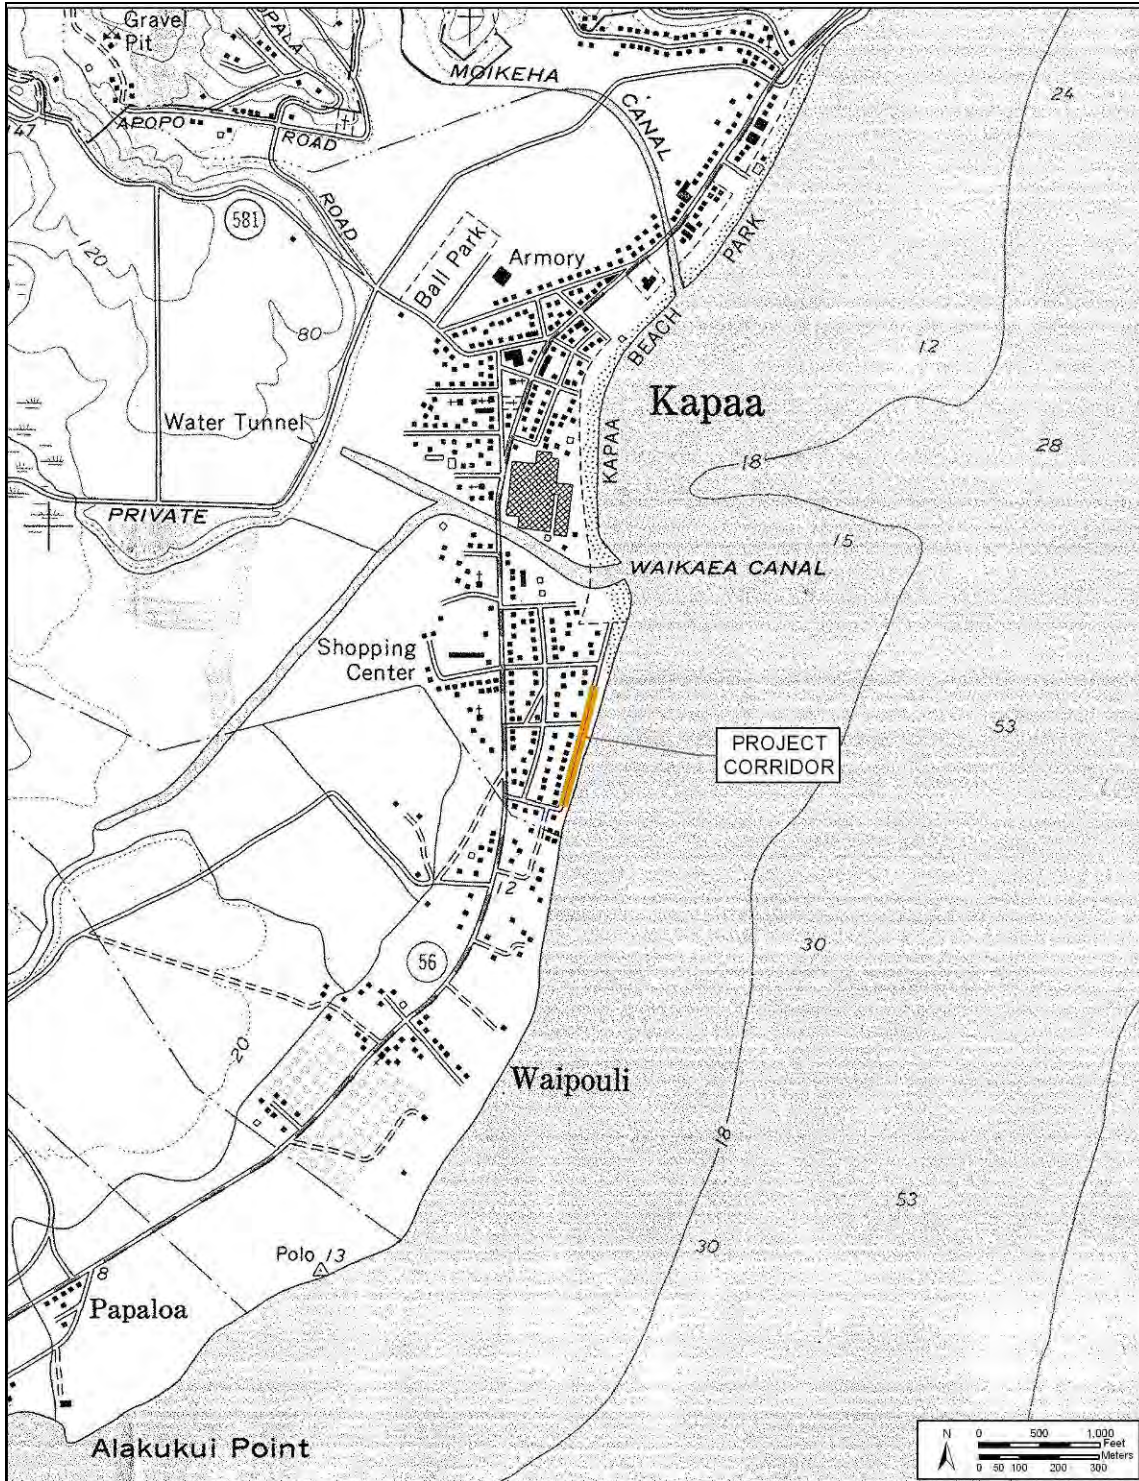 Gravel
Pit
OPALA
MOIKEHA
CANAL
24
147
APOPO
ROAD
ROAD
581
120
Ball Park
Armory
PARK
80
BEACH
12
Kapaa
Water Tunnel
KAPAA
18
28
PRIVATE
15
WAIKAEA CANAL
Shopping
Center
53
PROJECT
CORRIDOR
12
30
56
20
Waipouli
18
53
30
Polo 13
8
Papaloa
Alakukui Point
N
0 500 1,000
Feet
Meters
0 50 100 200 300